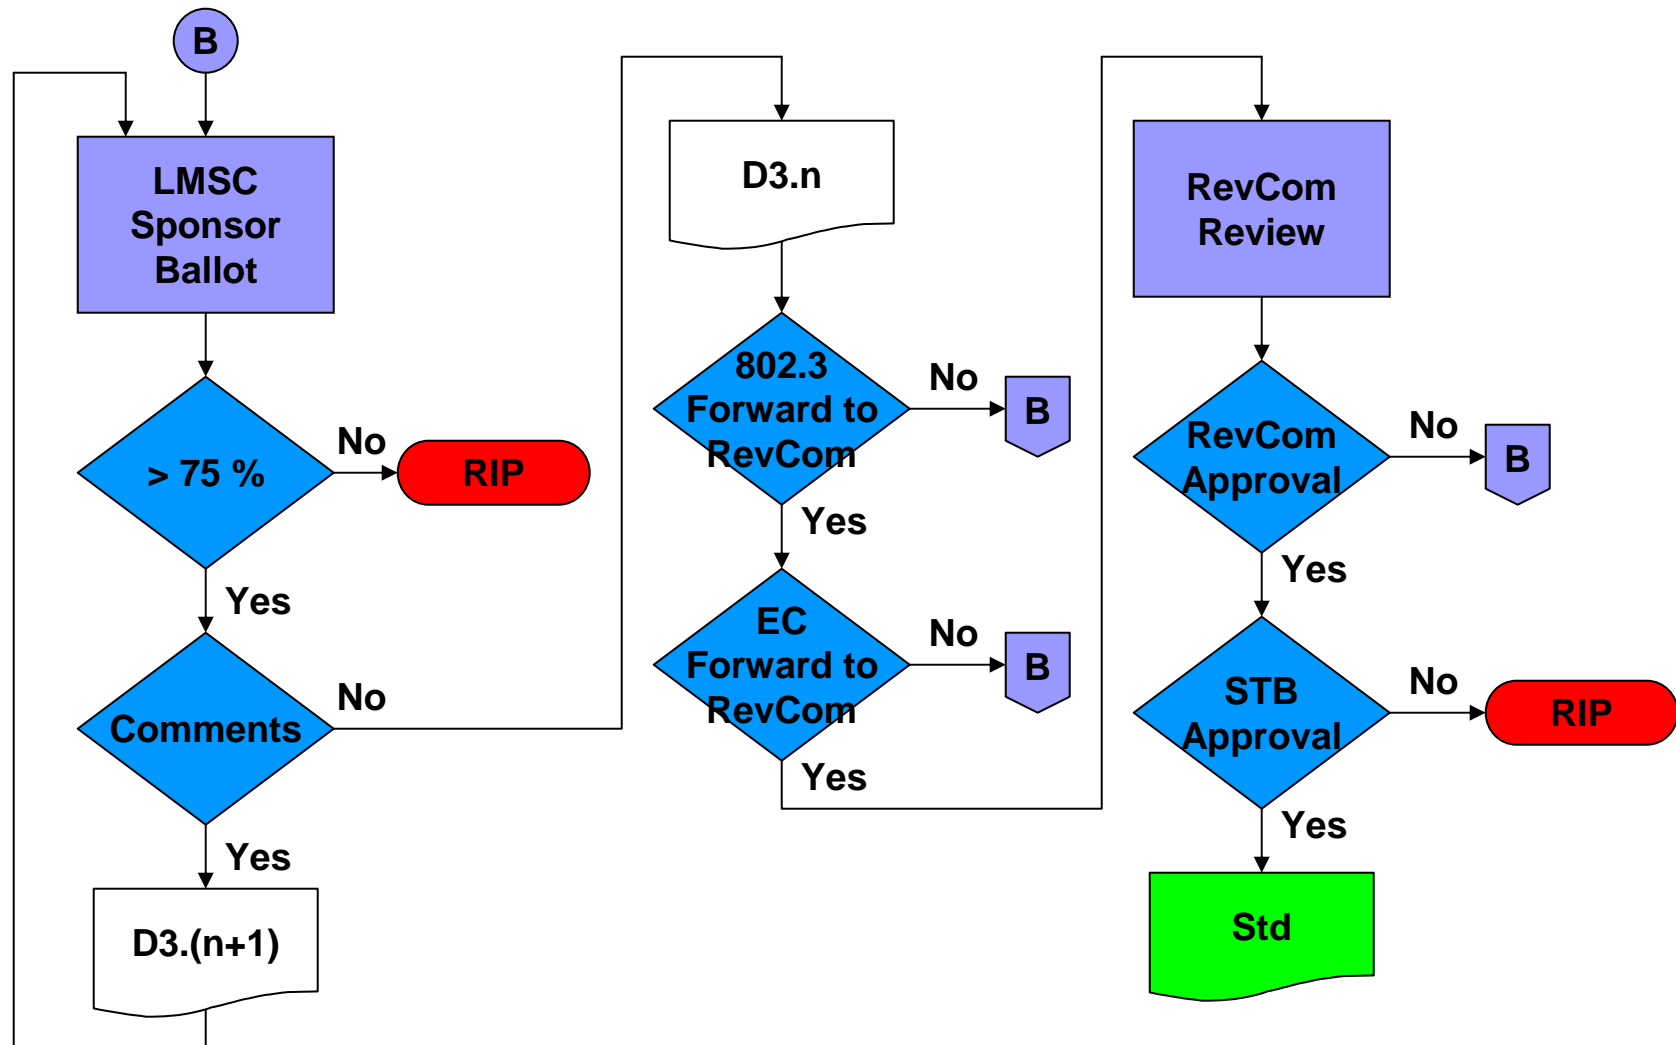 B
LMSC
Sponsor
Ballot
> 75 %
No
RIP
Yes
Comments
No
Yes
D3.(n+1)
D3.n
802.3
Forward to
RevCom
No
B
Yes
EC
Forward to
RevCom
No
B
Yes
RevCom
Review
RevCom
Approval
No
B
Yes
STB
Approval
No
RIP
Yes
Std